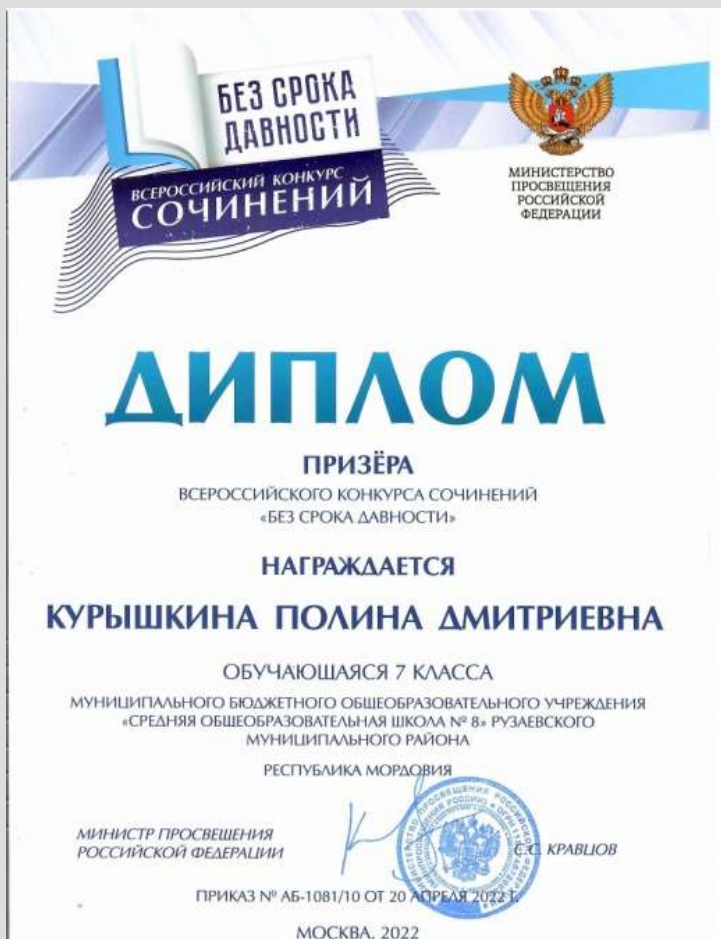 БЕЗ СРОКА
ДАВНОСТИ
ВСЕРОССИЙСКИЙ КОНКУРС
СОЧИНЕНИЙ
МИНИСТЕРСТВО
ПРОСВЕЩЕНИЯ
РОССИЙСКОЙ
ФЕДЕРАЦИИ
ДИПЛОМ
ПРИЗЁРА
ВСЕРОССИЙСКОГО КОНКУРСА СОЧИНЕНИЙ
«БЕЗ СРОКА ДАВНОСТИ»
НАГРАЖДАЕТСЯ
КУРЫШКИНА ПОЛИНА ДМИТРИЕВНА
ОБУЧАЮЩАЯСЯ 7 КЛАССА
МУНИЦИПАЛЬНОГО БЮДЖЕТНОГО ОБЩЕОБРАЗОВАТЕЛЬНОГО УЧРЕЖДЕНИЯ
«СРЕДНЯЯ ОБЩЕОБРАЗОВАТЕЛЬНАЯ ШКОЛА № 8» РУЗАЕВСКОГО
МУНИЦИПАЛЬНОГО РАЙОНА
РЕСПУБЛИКА МОРДОВИЯ
МИНИСТР ПРОСВЕЩЕНИЯ
РОССИЙСКОЙ ФЕДЕРАЦИИ
С.С. КРАВЦОВ
ПРИКАЗ № АБ-1081/10 ОТ 20 АПРЕЛЯ 2022 Г.
МОСКВА, 2022